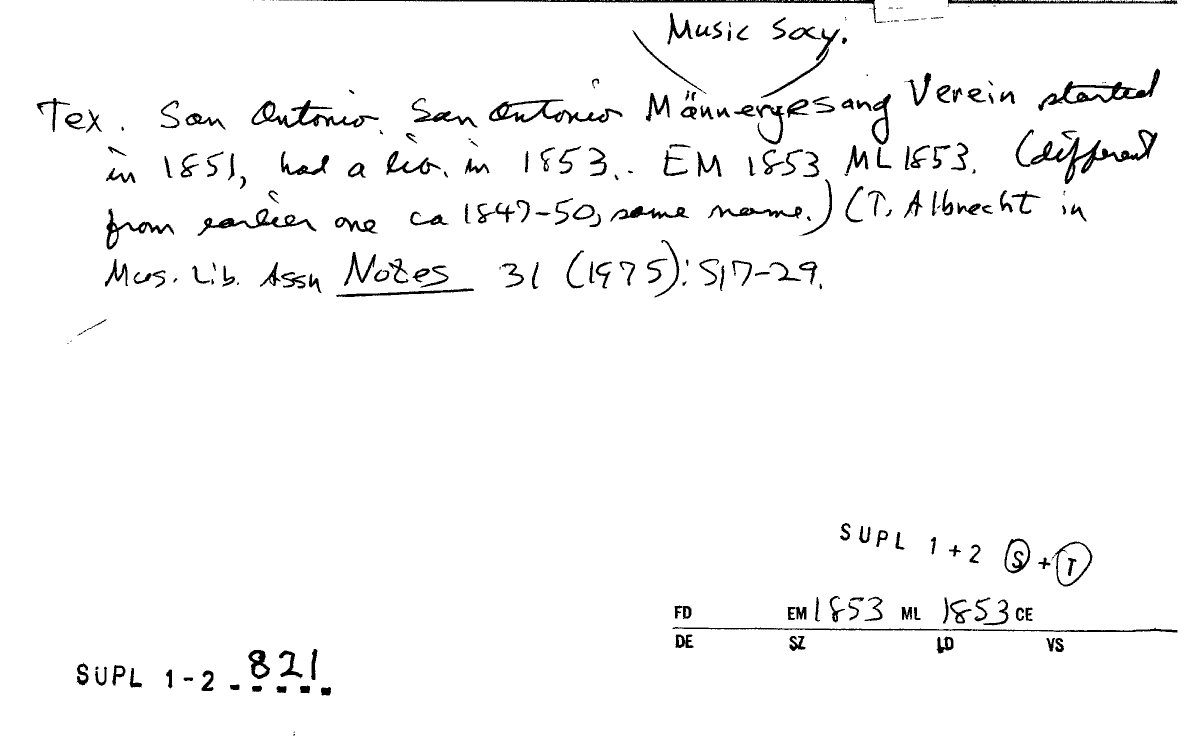 Music Socy.
Tex. San Antonio. San Antonio Männergesang Verein started
in 1851, had a lib. in 1853.. EM 1853 ML 1853. (different
from earlier one ca 1847-50, same name.) (T. Albrecht in
Mus. Lib. Assn Notes 31 (1975): 517-29.
SUPL 1+2 S+T
FD EM 1853 ML 1853 CE
DE SZ LD VS
SUPL 1-2 821